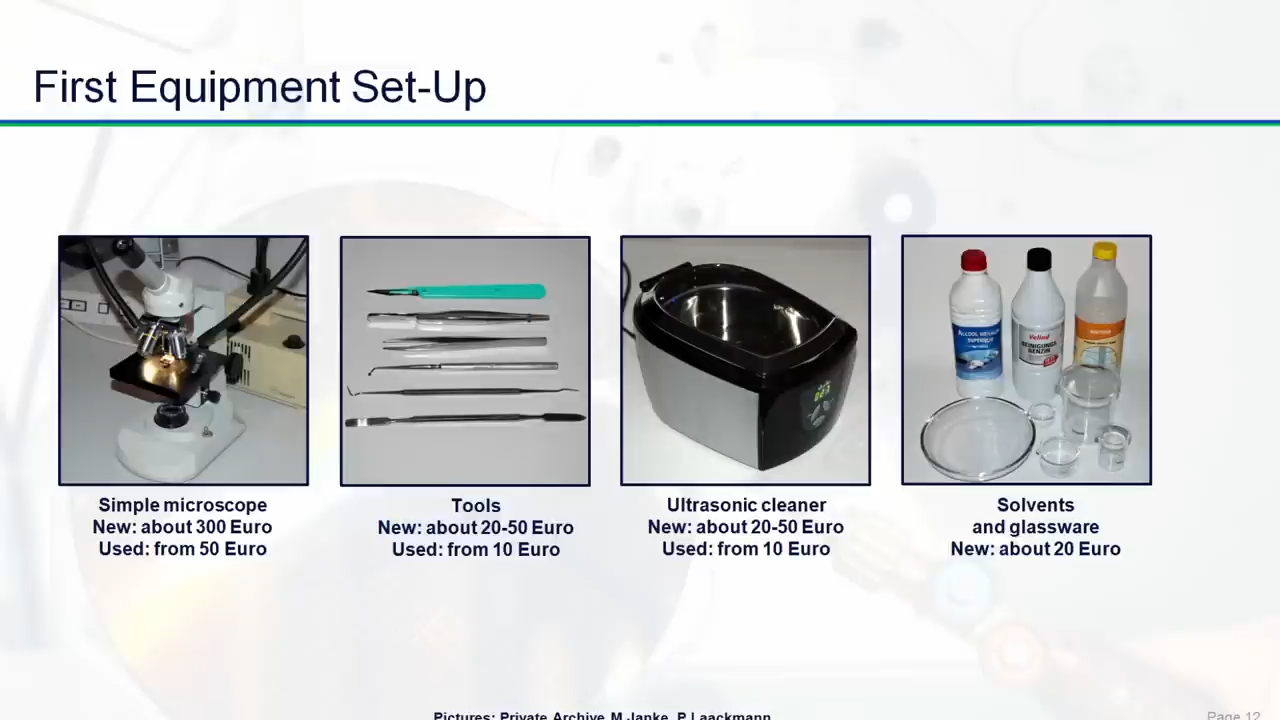 First Equipment Set-Up
Simple microscope
New: about 300 Euro
Used: from 50 Euro
Tools
New: about 20-50 Euro
Used: from 10 Euro
Ultrasonic cleaner
New: about 20-50 Euro
Used: from 10 Euro
REINIGUNGS
BENZIN
Solvents
and glassware
New: about 20 Euro
Pictures: Private Archive M.Janke, P.Laackmann
Page 12